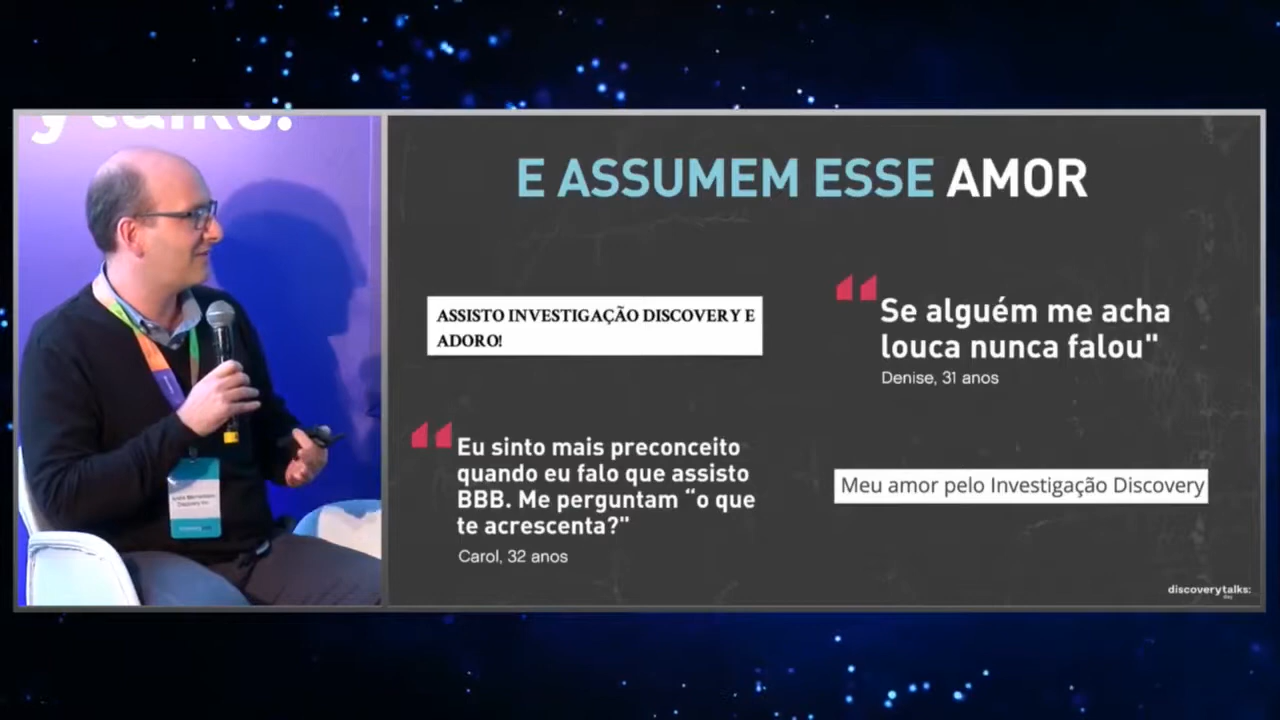 y talks:
E ASSUMEM ESSE AMOR
ASSISTO INVESTIGAÇÃO DISCOVERY E
ADORO!
Se alguém me acha
louca nunca falou"
Denise, 31 anos
Eu sinto mais preconceito
quando eu falo que assisto
BBB. Me perguntam “o que
te acrescenta?"
Carol, 32 anos
Meu amor pelo Investigação Discovery
discoverytalks:
day